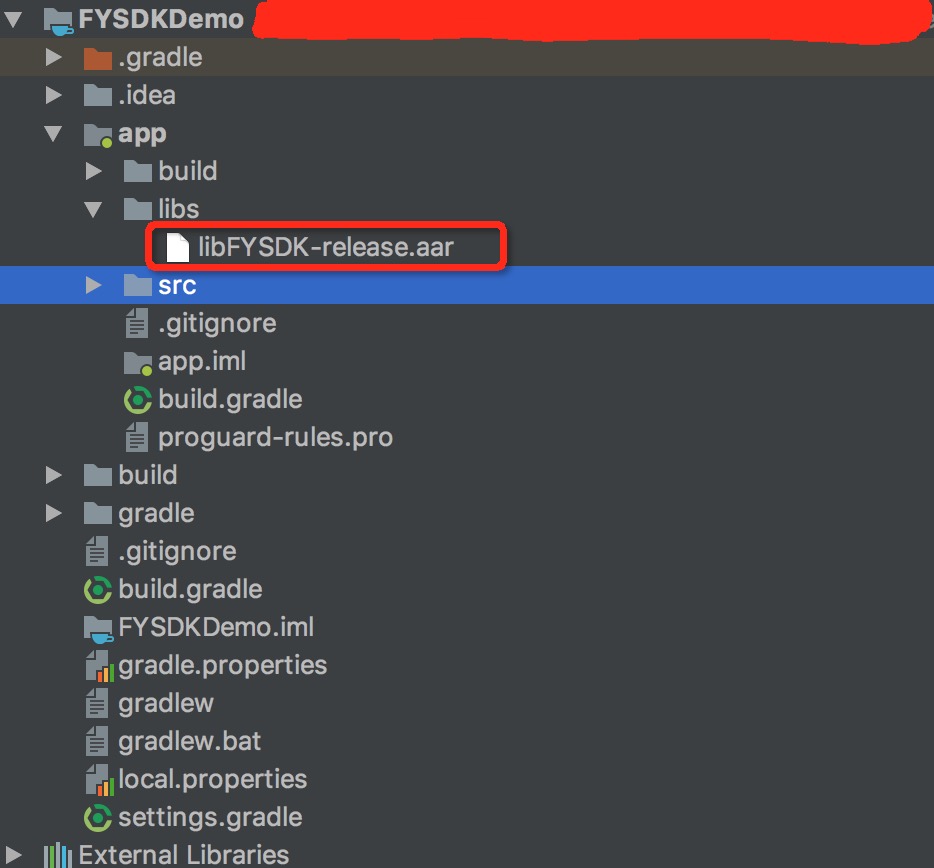 FYSDKDemo
.gradle
.idea
app
build
libs
libFYSDK-release.aar
src
.gitignore
app.iml
build.gradle
proguard-rules.pro
build
gradle
.gitignore
build.gradle
FYSDKDemo.iml
gradle.properties
gradlew
gradlew.bat
local.properties
settings.gradle
External Libraries